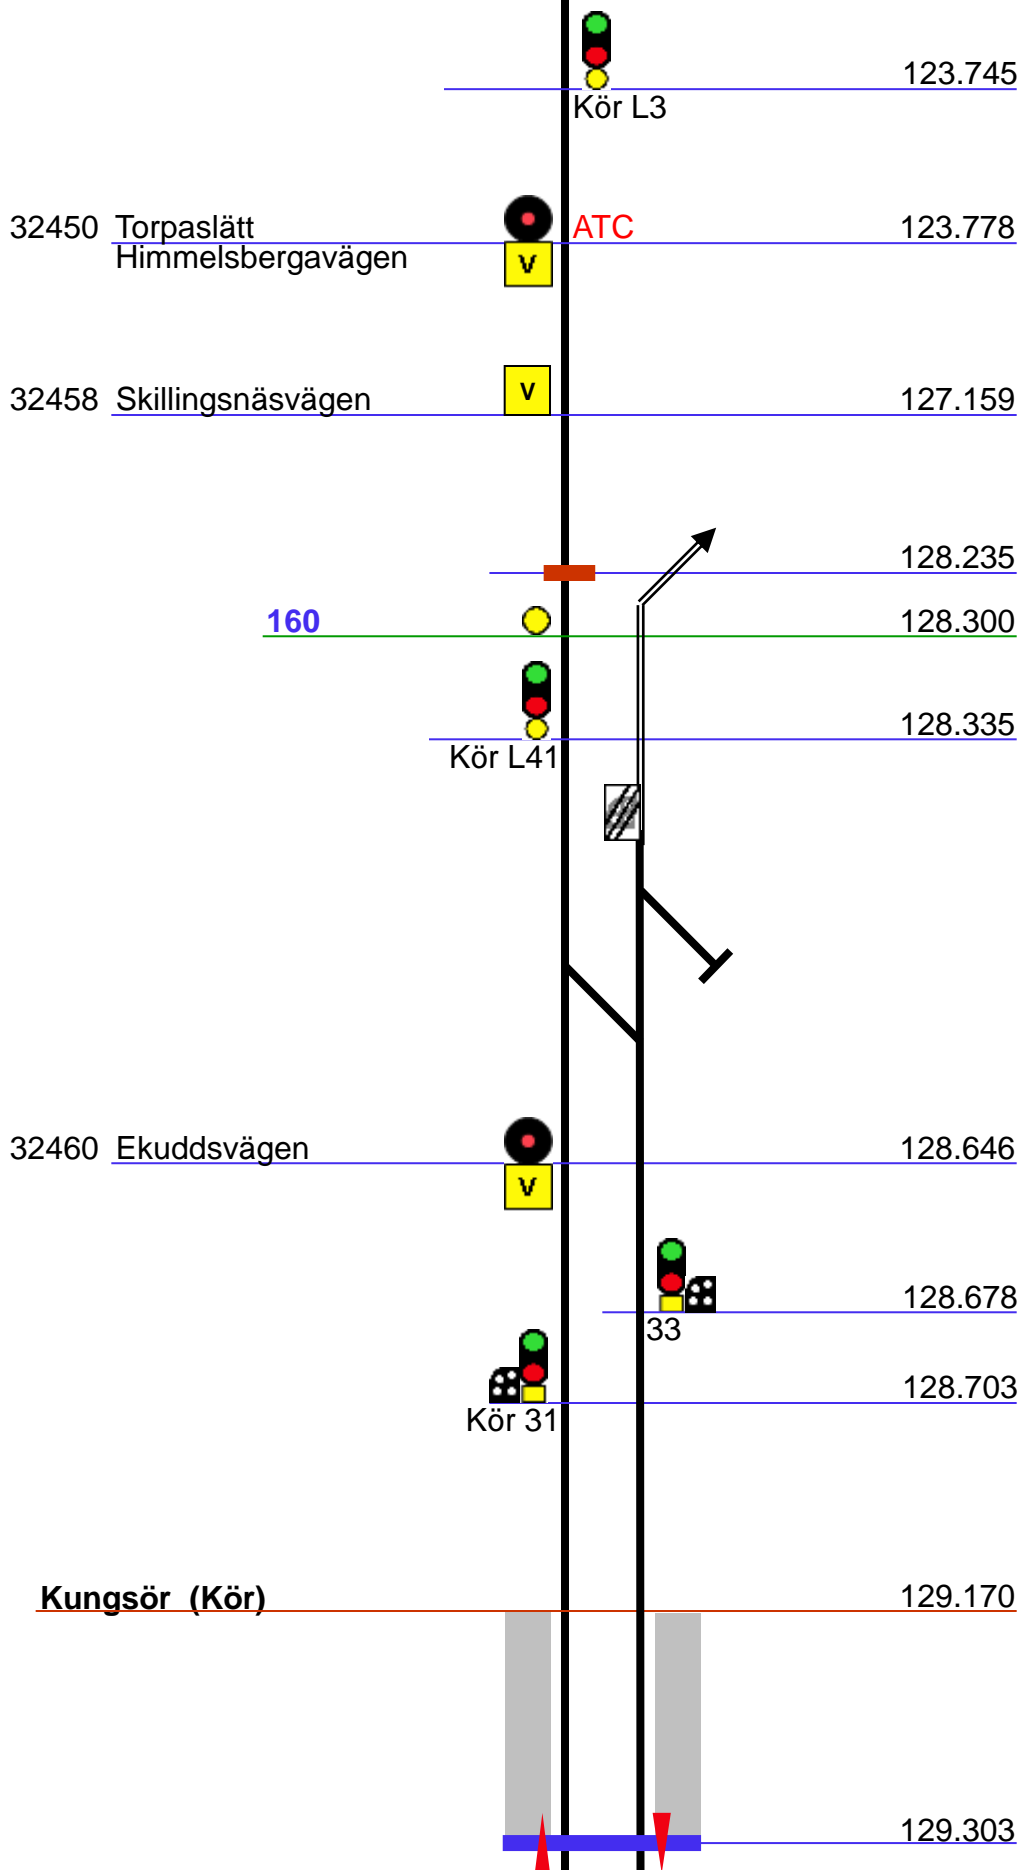 123.745
Kör L3
32450 Torpaslätt ATC 123.778
Himmelsbergavägen
V
32458 Skillingsnäsvägen V 127.159
128.235
160 128.300
128.335
Kör L41
32460 Ekuddsvägen 128.646
V
128.678
33
128.703
Kör 31
Kungsör (Kör) 129.170
129.303